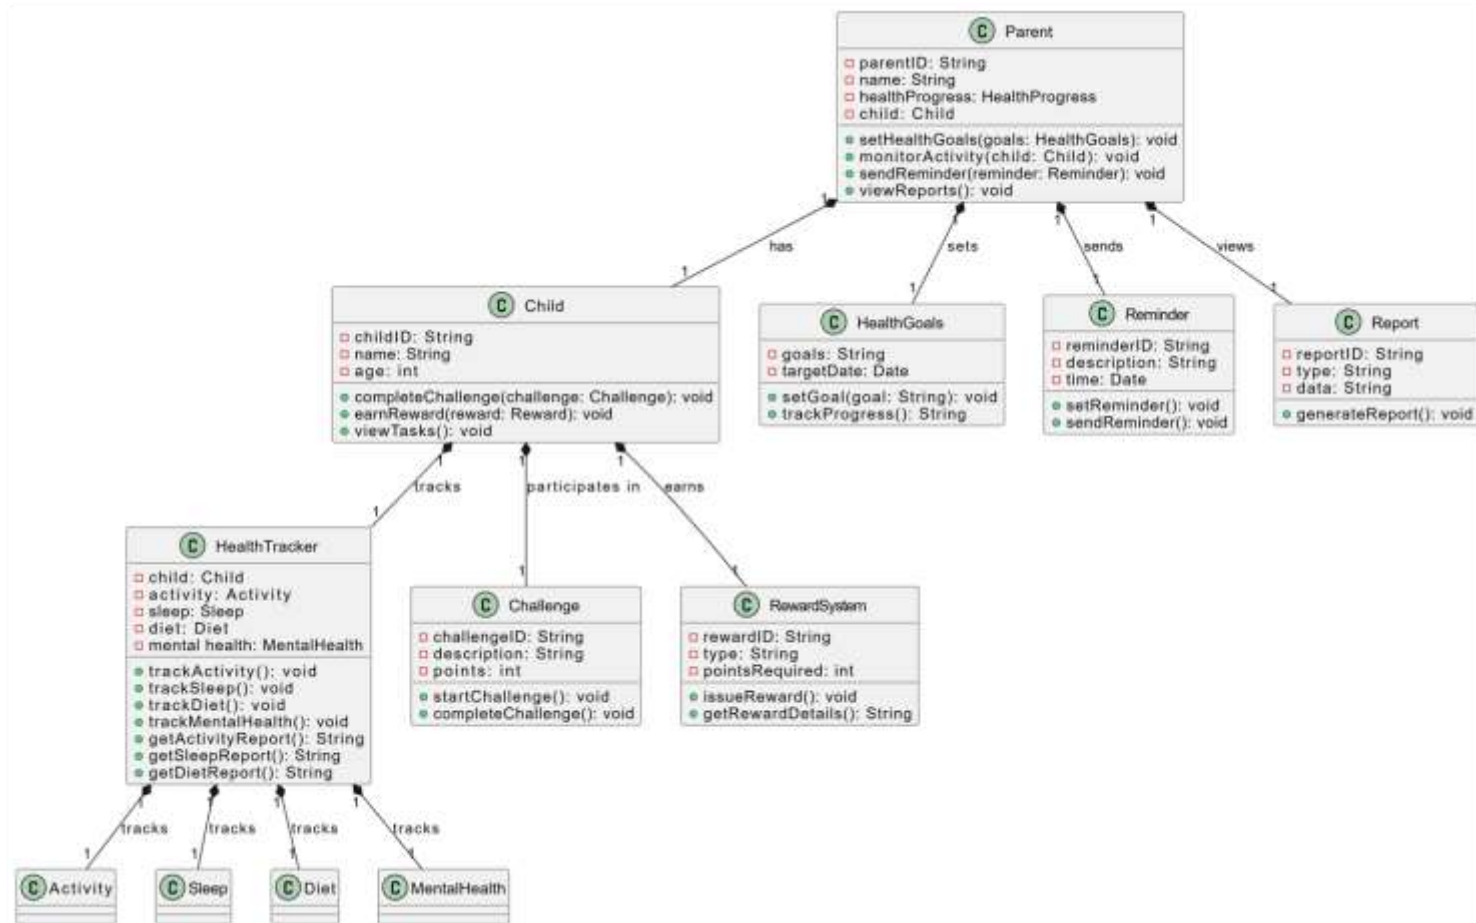 C Parent
parentID: String
name: String
healthProgress: HealthProgress
child: Child
setHealthGoals(goals: HealthGoals): void
monitorActivity(child: Child): void
sendReminder(reminder: Reminder): void
viewReports(): void
1 1 1 1
has sets sends views
1 1 1 1
C Child
childID: String
name: String
age: int
completeChallenge(challenge: Challenge): void
earnReward(reward: Reward): void
viewTasks(): void
C HealthGoals
goals: String
targetDate: Date
setGoal(goal: String): void
trackProgress(): String
C Reminder
reminderID: String
description: String
time: Date
setReminder(): void
sendReminder(): void
C Report
reportID: String
type: String
data: String
generateReport(): void
1 1 1
tracks participates in earns
1 1 1
C HealthTracker
child: Child
activity: Activity
sleep: Sleep
diet: Diet
mental health: MentalHealth
trackActivity(): void
trackSleep(): void
trackDiet(): void
trackMentalHealth(): void
getActivityReport(): String
getSleepReport(): String
getDietReport(): String
C Challenge
challengeID: String
description: String
points: int
startChallenge(): void
completeChallenge(): void
C RewardSystem
rewardID: String
type: String
pointsRequired: int
issueReward(): void
getRewardDetails(): String
1 1 1 1
tracks tracks tracks tracks
1 1 1 1
C Activity
C Sleep
C Diet
C MentalHealth